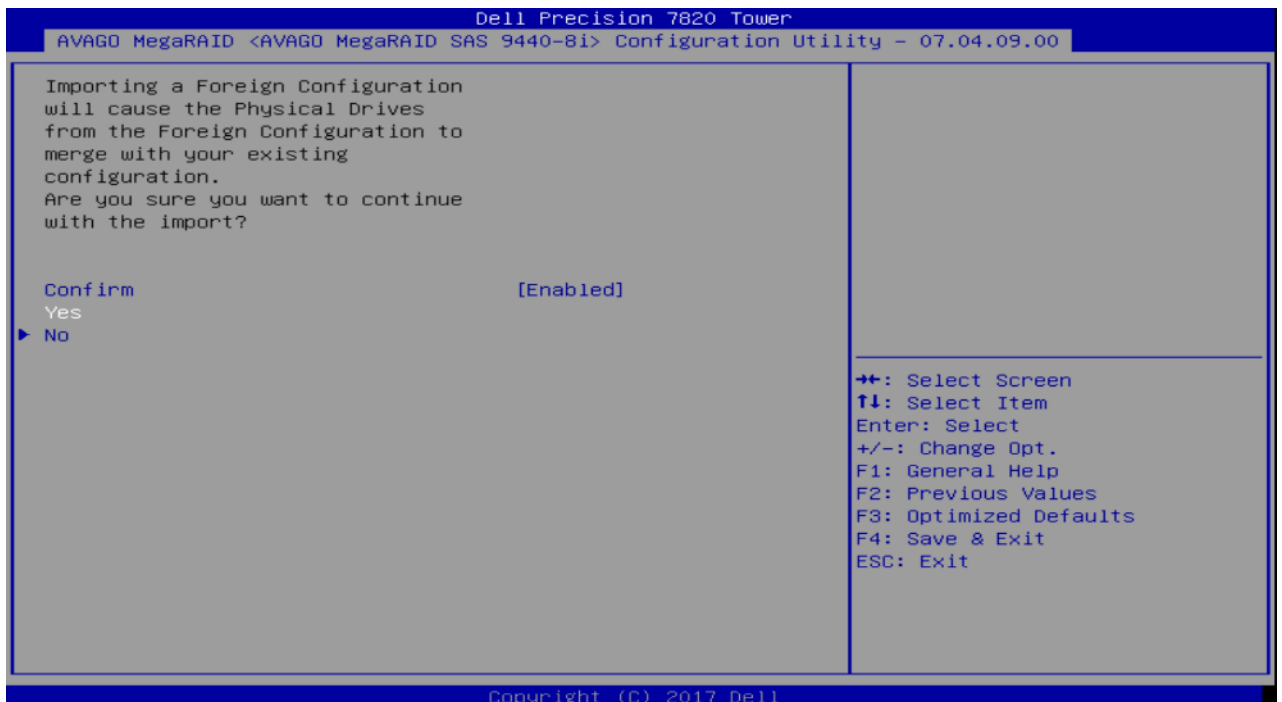 Dell Precision 7820 Tower
AVAGO MegaRAID <AVAGO MegaRAID SAS 9440-8i> Configuration Utility – 07.04.09.00
Importing a Foreign Configuration
will cause the Physical Drives
from the Foreign Configuration to
merge with your existing
configuration.
Are you sure you want to continue
with the import?
Confirm [Enabled]
Yes
▶ No
→←: Select Screen
↑↓: Select Item
Enter: Select
+/-: Change Opt.
F1: General Help
F2: Previous Values
F3: Optimized Defaults
F4: Save & Exit
ESC: Exit
Copyright (C) 2017 Dell